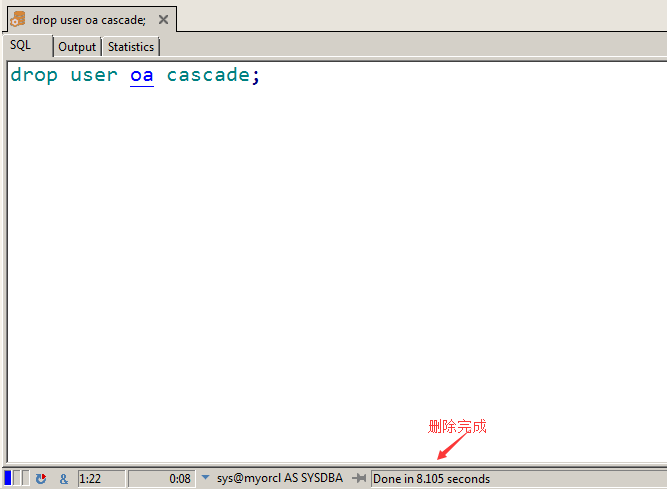 drop user oa cascade;
SQL Output Statistics
drop user oa cascade;
删除完成
& 1:22 0:08 sys@myorcl AS SYSDBA Done in 8.105 seconds